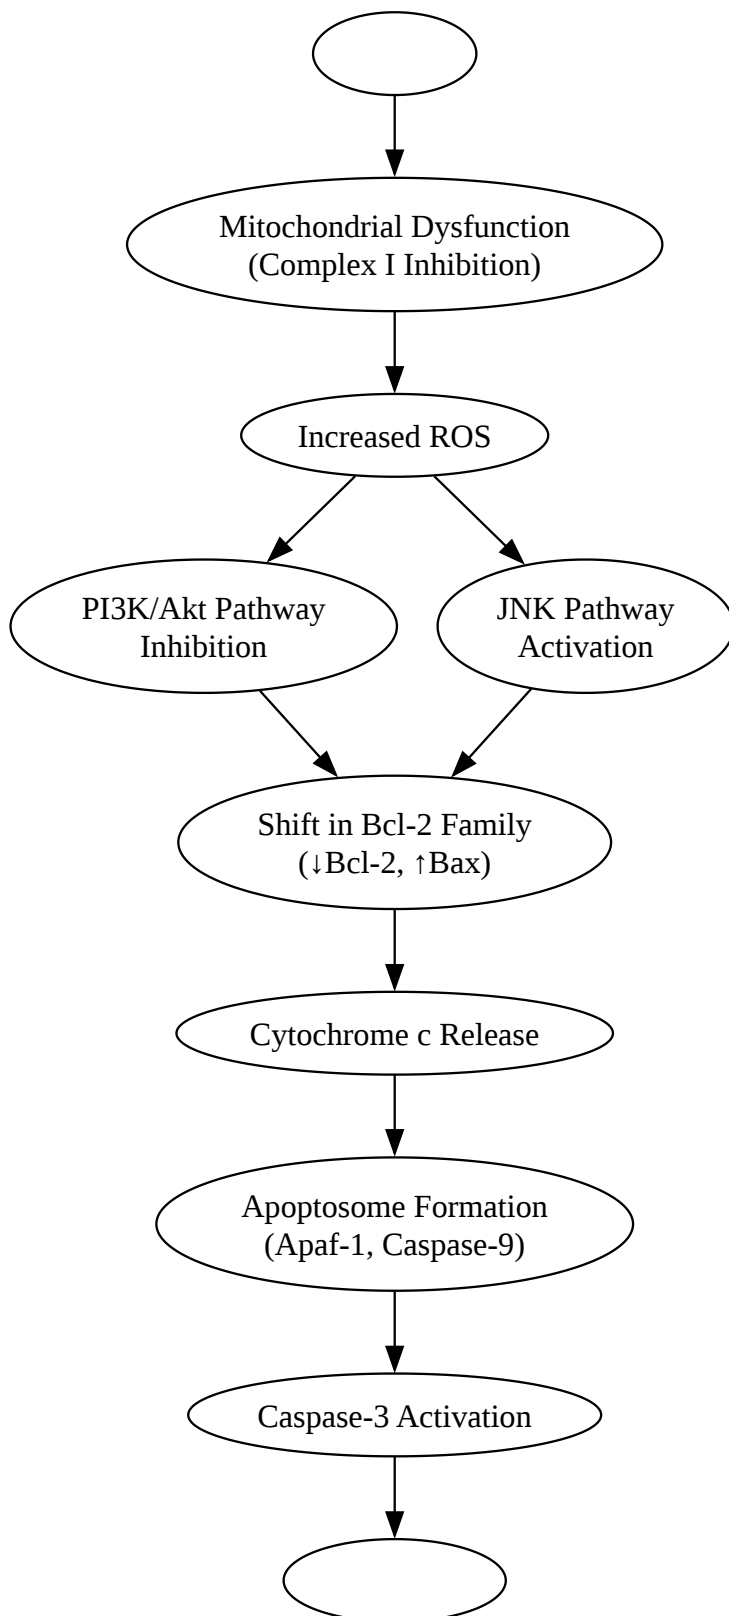 Mitochondrial Dysfunction
(Complex I Inhibition)
Increased ROS
PI3K/Akt Pathway
Inhibition
JNK Pathway
Activation
Shift in Bcl-2 Family
(↓Bcl-2, ↑Bax)
Cytochrome c Release
Apoptosome Formation
(Apaf-1, Caspase-9)
Caspase-3 Activation